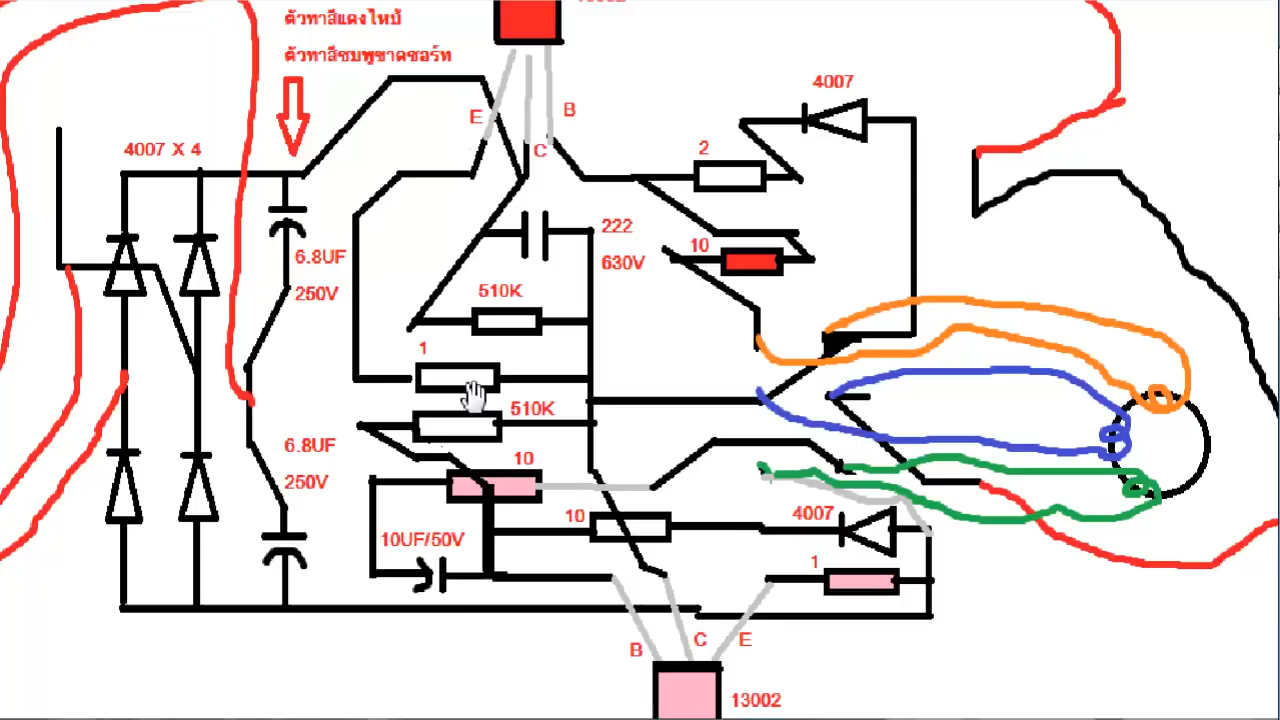 ตัวทาสีแดงไหม้
ตัวทาสีชมพูขาดชอร์ท
E
B
C
4007
4007 X 4
2
222
630V
10
6.8UF
250V
510K
1
510K
6.8UF
250V
10
10
4007
10UF/50V
1
B
C
E
13002